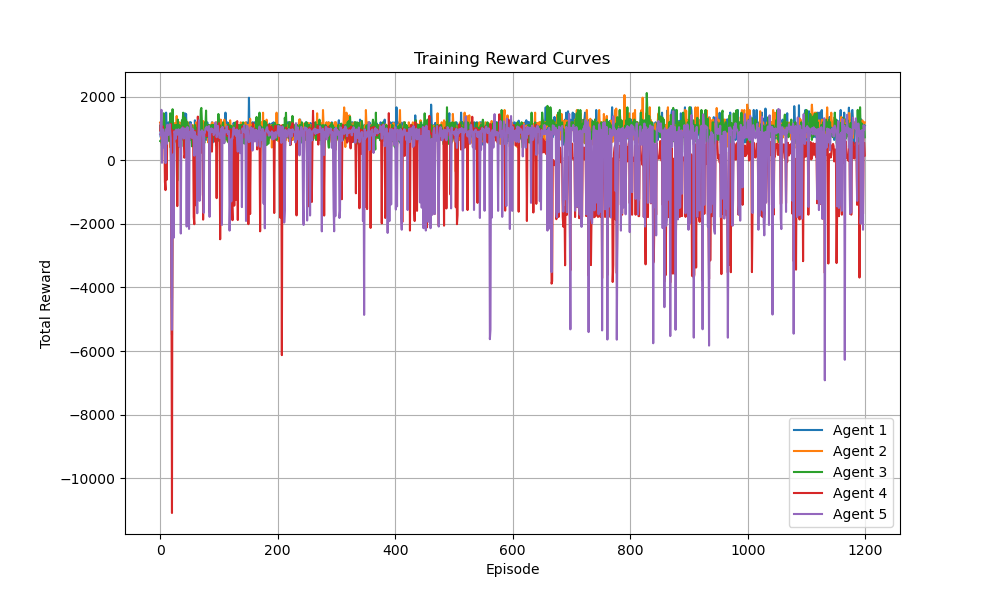 Training Reward Curves
Total Reward
2000
0
−2000
−4000
−6000
−8000
−10000
0
200
400
600
800
1000
1200
Episode
Agent 1
Agent 2
Agent 3
Agent 4
Agent 5